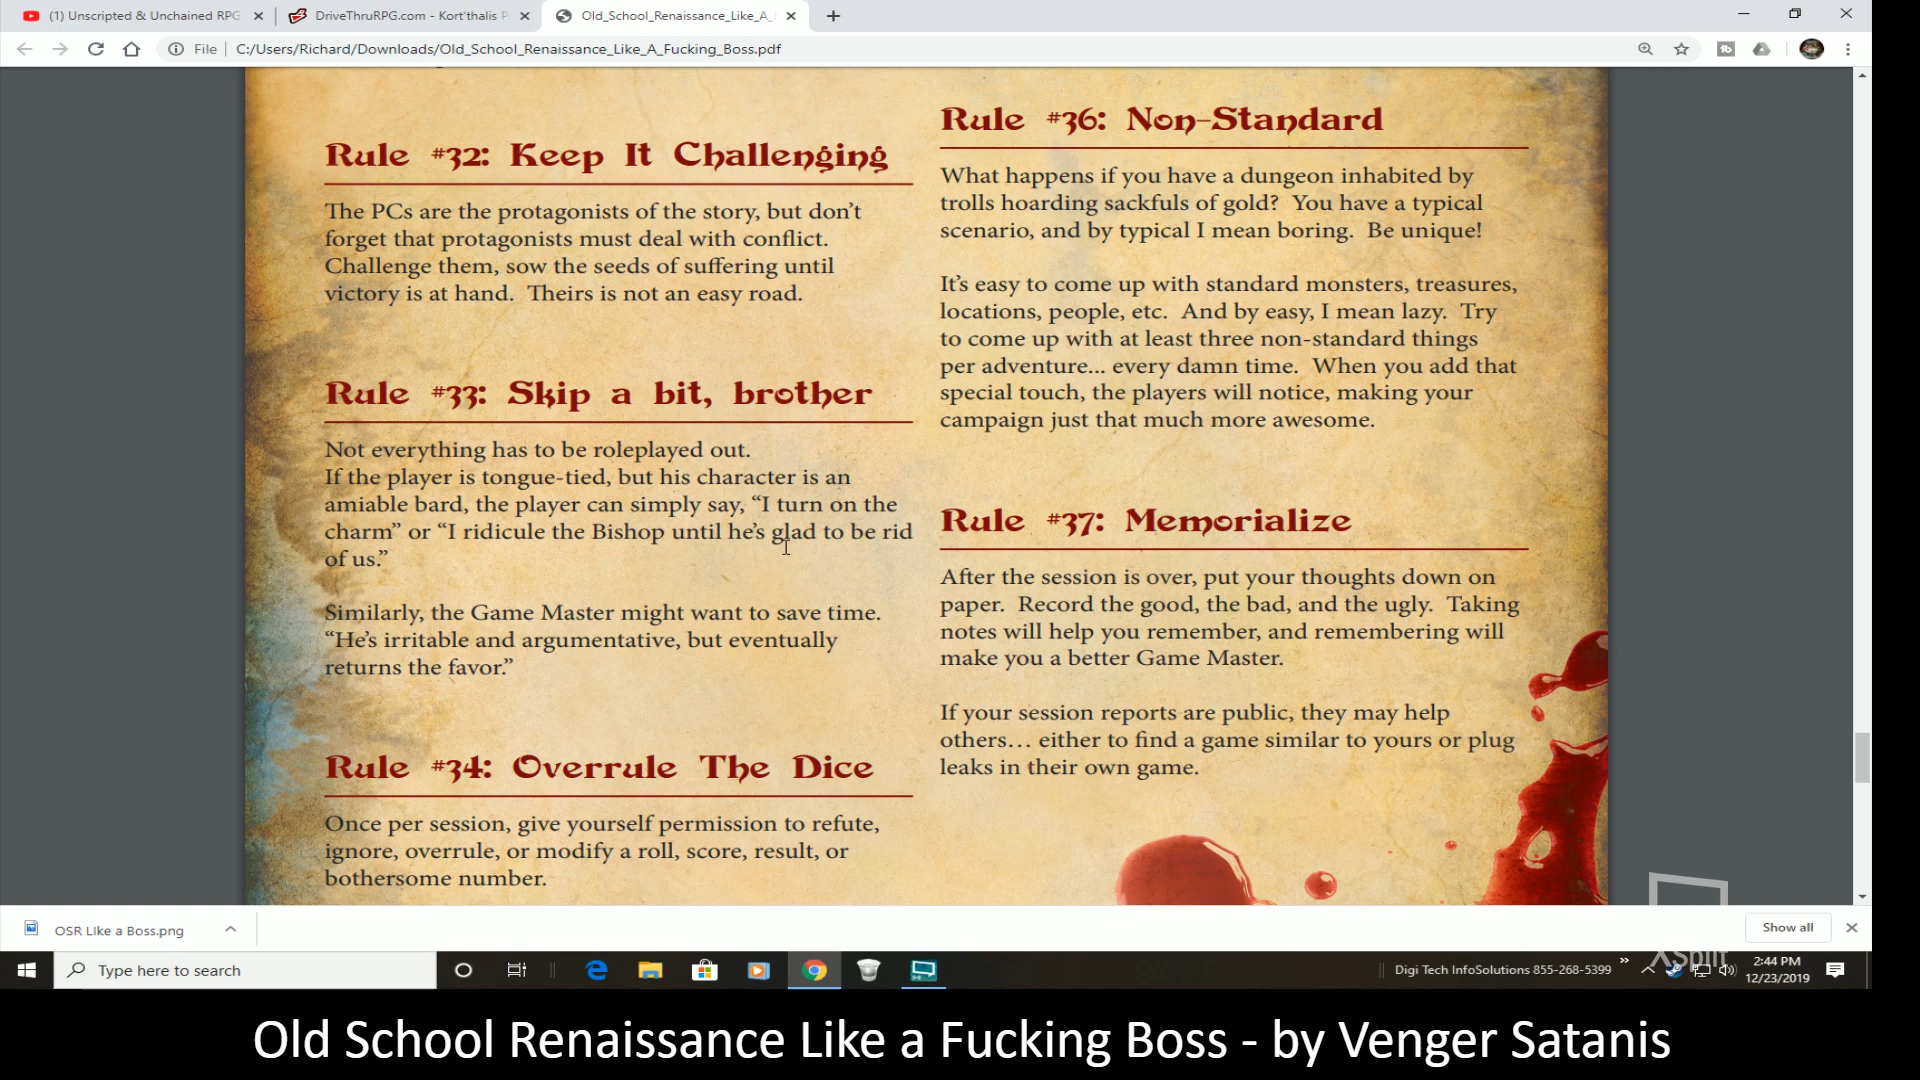 (1) Unscripted & Unchained RPG
DriveThruRPG.com - Kort'thalis P
Old_School_Renaissance_Like_A_
File
C:/Users/Richard/Downloads/Old_School_Renaissance_Like_A_Fucking_Boss.pdf
Rule #32: Keep It Challenging
The PCs are the protagonists of the story, but don't
forget that protagonists must deal with conflict.
Challenge them, sow the seeds of suffering until
victory is at hand. Theirs is not an easy road.
Rule #33: Skip a bit, brother
Not everything has to be roleplayed out.
If the player is tongue-tied, but his character is an
amiable bard, the player can simply say, “I turn on the
charm” or “I ridicule the Bishop until he's glad to be rid
of us.”
Similarly, the Game Master might want to save time.
“He's irritable and argumentative, but eventually
returns the favor.”
Rule #34: Overrule The Dice
Once per session, give yourself permission to refute,
ignore, overrule, or modify a roll, score, result, or
bothersome number.
Rule #36: Non-Standard
What happens if you have a dungeon inhabited by
trolls hoarding sackfuls of gold? You have a typical
scenario, and by typical I mean boring. Be unique!
It's easy to come up with standard monsters, treasures,
locations, people, etc. And by easy, I mean lazy. Try
to come up with at least three non-standard things
per adventure... every damn time. When you add that
special touch, the players will notice, making your
campaign just that much more awesome.
Rule #37: Memorialize
After the session is over, put your thoughts down on
paper. Record the good, the bad, and the ugly. Taking
notes will help you remember, and remembering will
make you a better Game Master.
If your session reports are public, they may help
others… either to find a game similar to yours or plug
leaks in their own game.
OSR LIke a Boss.png
Show all
Type here to search
Digi Tech InfoSolutions 855-268-5399
XSplit
2:44 PM
12/23/2019
Old School Renaissance Like a Fucking Boss - by Venger Satanis